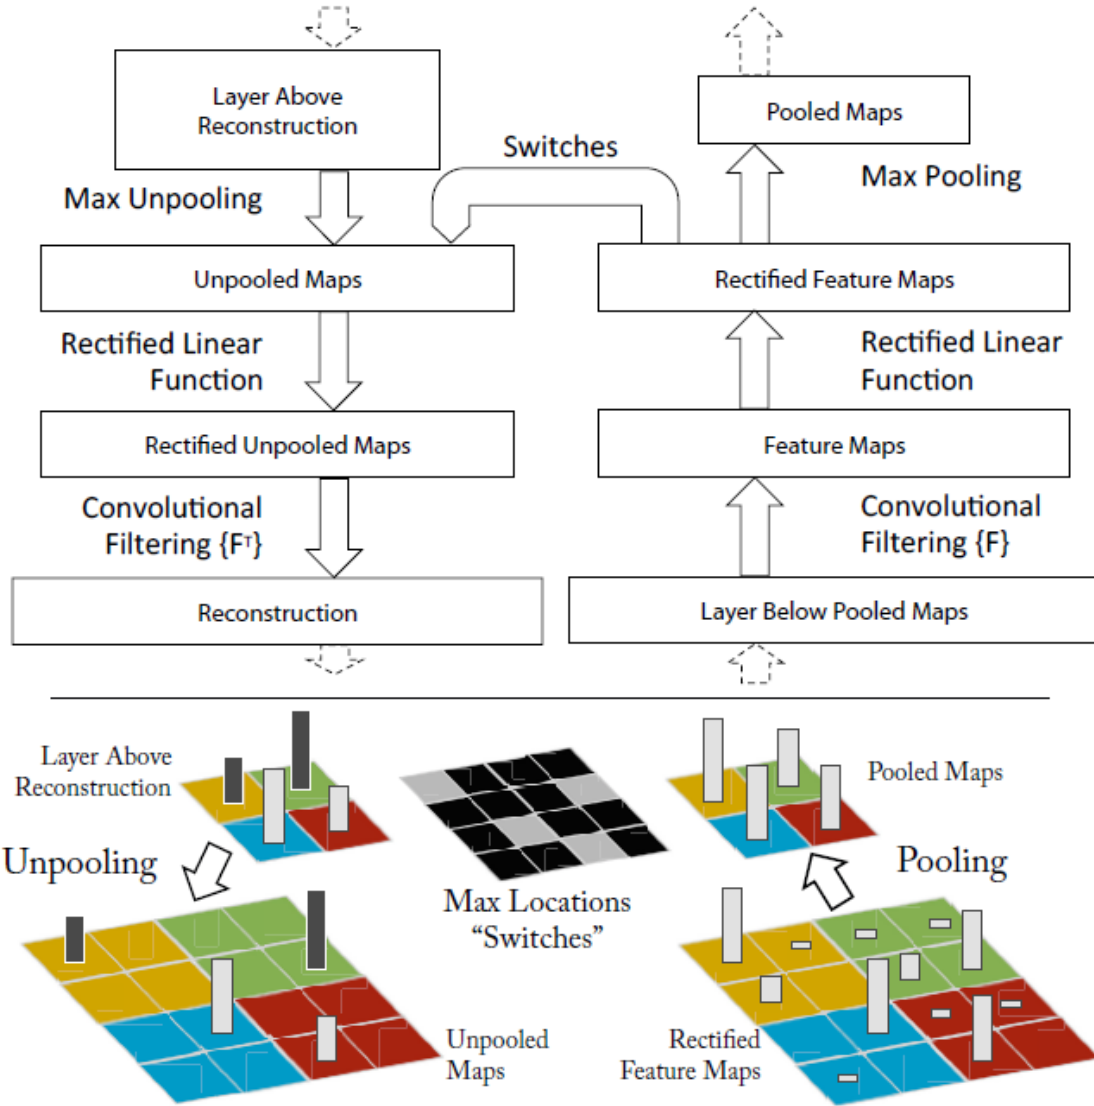 Layer Above
Reconstruction
Pooled Maps
Switches
Max Unpooling
Max Pooling
Unpooled Maps
Rectified Feature Maps
Rectified Linear
Function
Rectified Linear
Function
Rectified Unpooled Maps
Feature Maps
Convolutional
Filtering {Fᵀ}
Convolutional
Filtering {F}
Reconstruction
Layer Below Pooled Maps
Layer Above
Reconstruction
Pooled Maps
Unpooling
Pooling
Max Locations
"Switches"
Unpooled
Maps
Rectified
Feature Maps